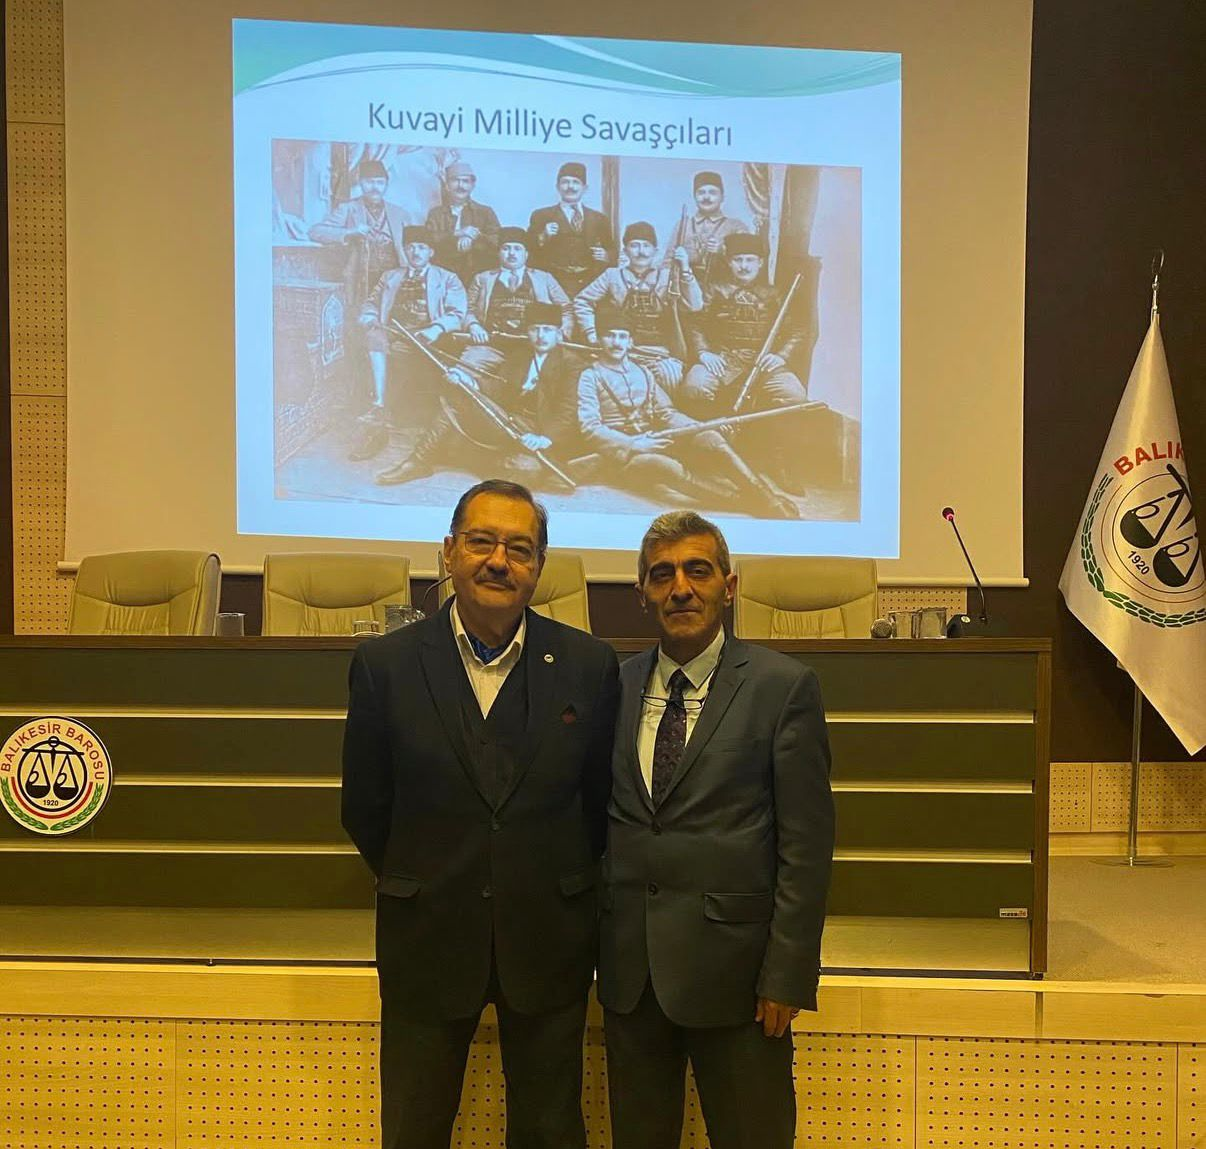 Kuvayi Milliye Savaşçıları
BALIK
1920
BALIKESİR BAROSU
1920